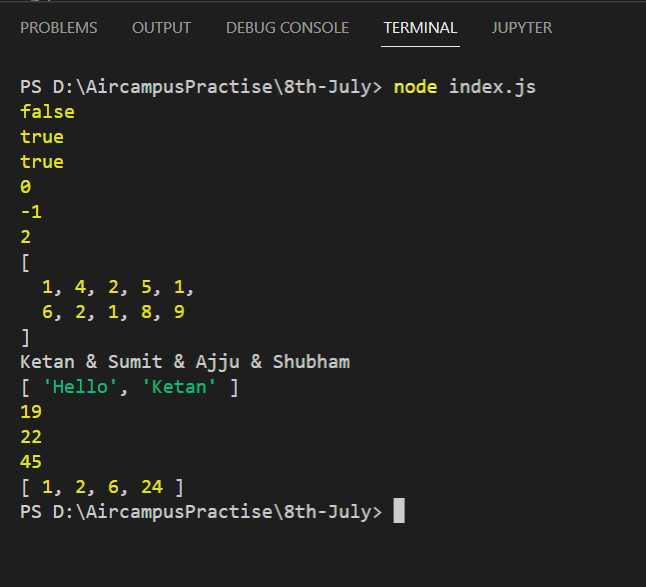 PROBLEMS OUTPUT DEBUG CONSOLE TERMINAL JUPYTER
PS D:\AircampusPractise\8th-July> node index.js
false
true
true
0
-1
2
[
  1, 4, 2, 5, 1,
  6, 2, 1, 8, 9
]
Ketan & Sumit & Ajju & Shubham
[ 'Hello', 'Ketan' ]
19
22
45
[ 1, 2, 6, 24 ]
PS D:\AircampusPractise\8th-July>